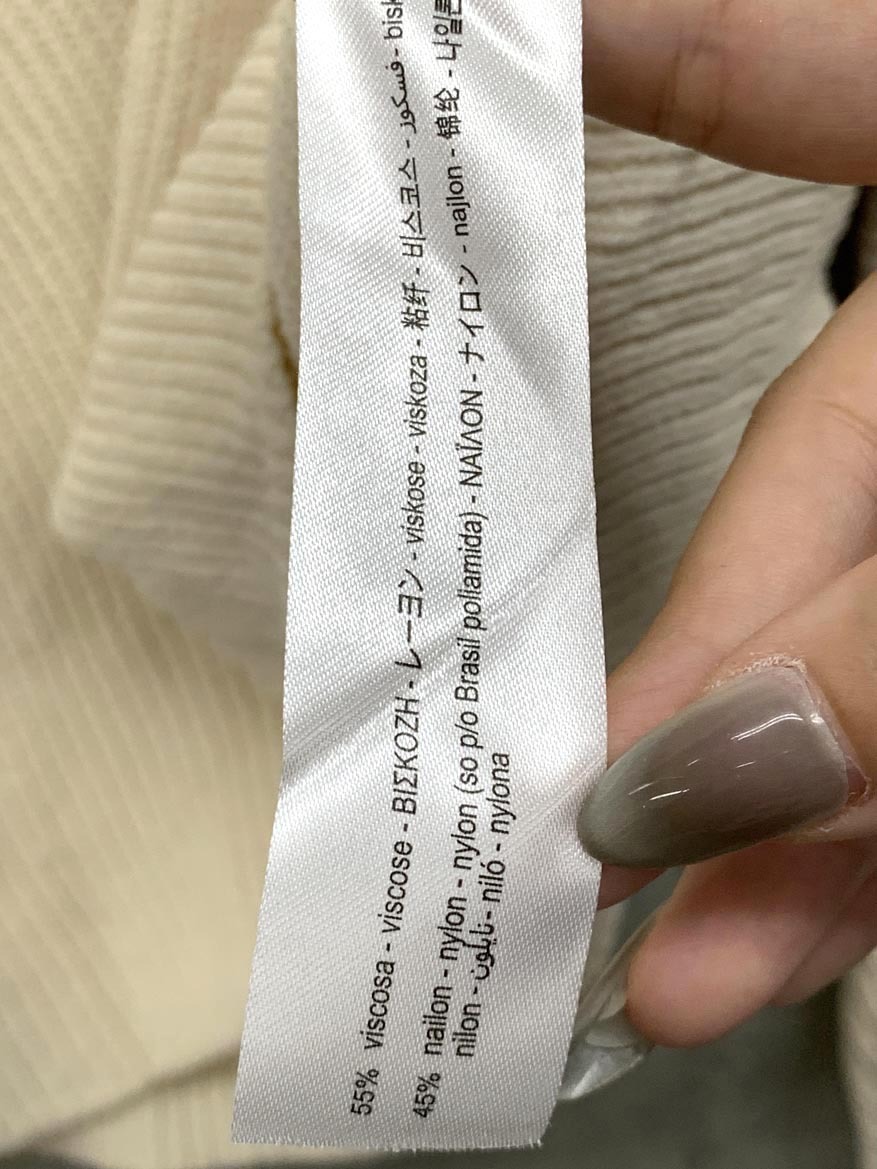 55% viscosa - viscose - ΒΙΣΚΟΖΗ - レーヨン - viskose - viskoza - 粘纤 - 비스코스 - فسكوز -
45% nailon - nylon - nylon (so p/o Brasil poliamida) - ΝΑΪΛΟΝ - ナイロン - najlon - 锦纶 - 나일론
nilon - نايلون - niló - nylona